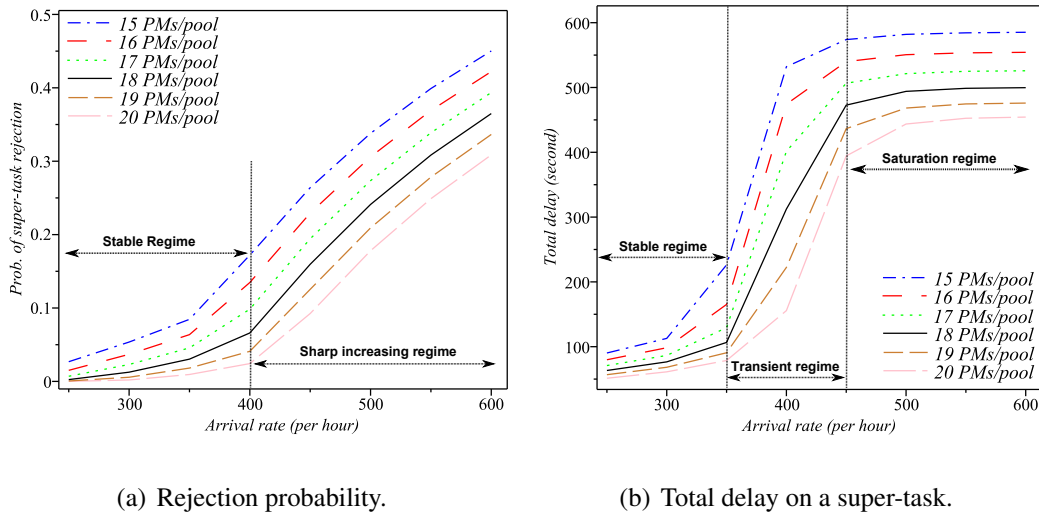 15 PMs/pool
16 PMs/pool
17 PMs/pool
18 PMs/pool
19 PMs/pool
20 PMs/pool
0.4
0.3
0.2
0.1
0
Prob. of super-task rejection
Stable Regime
Sharp increasing regime
300
400
500
600
Arrival rate (per hour)
(a) Rejection probability.
600
500
400
300
200
100
Total delay (second)
Saturation regime
Stable regime
Transient regime
15 PMs/pool
16 PMs/pool
17 PMs/pool
18 PMs/pool
19 PMs/pool
20 PMs/pool
300
400
500
600
Arrival rate (per hour)
(b) Total delay on a super-task.